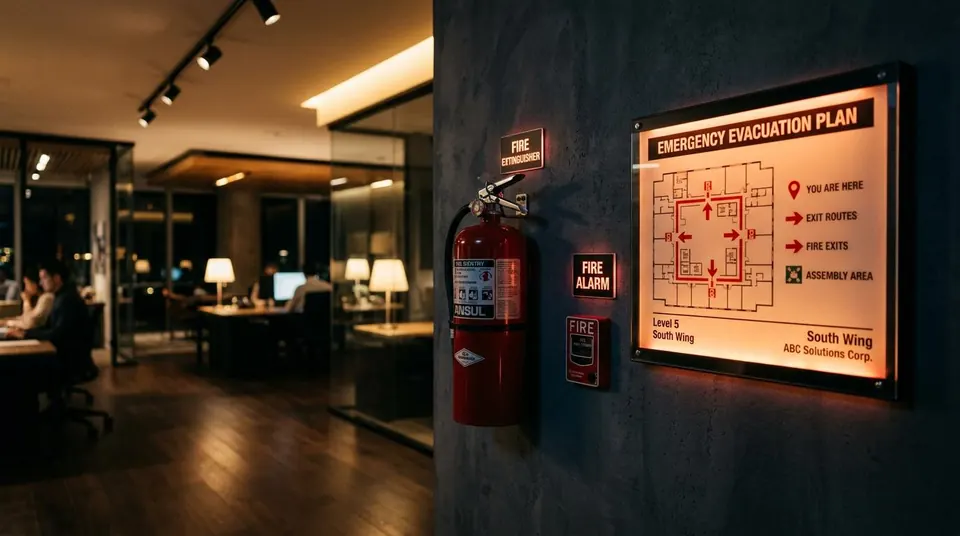 FIRE
EXTINGUISHER
ANSUL
FIRE
ALARM
FIRE
EMERGENCY EVACUATION PLAN
YOU ARE HERE
EXIT ROUTES
FIRE EXITS
ASSEMBLY AREA
Level 5
South Wing
South Wing
ABC Solutions Corp.